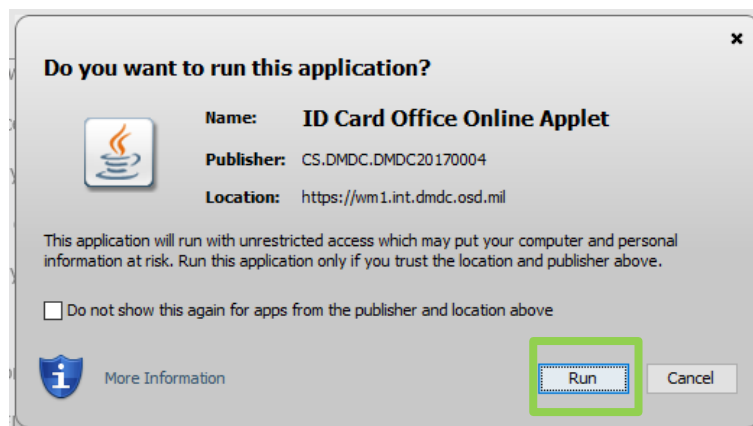 Do you want to run this application?
Name: ID Card Office Online Applet
Publisher: CS.DMDC.DMDC20170004
Location: https://wm1.int.dmdc.osd.mil
This application will run with unrestricted access which may put your computer and personal
information at risk. Run this application only if you trust the location and publisher above.
Do not show this again for apps from the publisher and location above
More Information
Run
Cancel